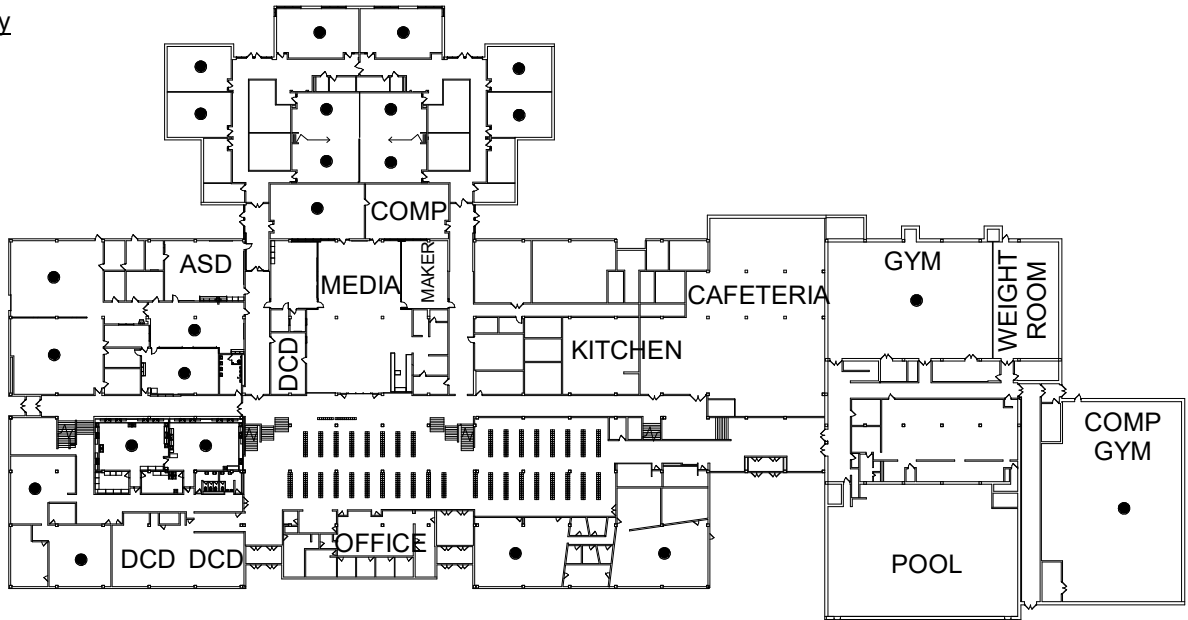 y
COMP
ASD
MEDIA
MAKER
DCD
KITCHEN
CAFETERIA
GYM
WEIGHT
ROOM
COMP
GYM
DCD DCD
OFFICE
POOL